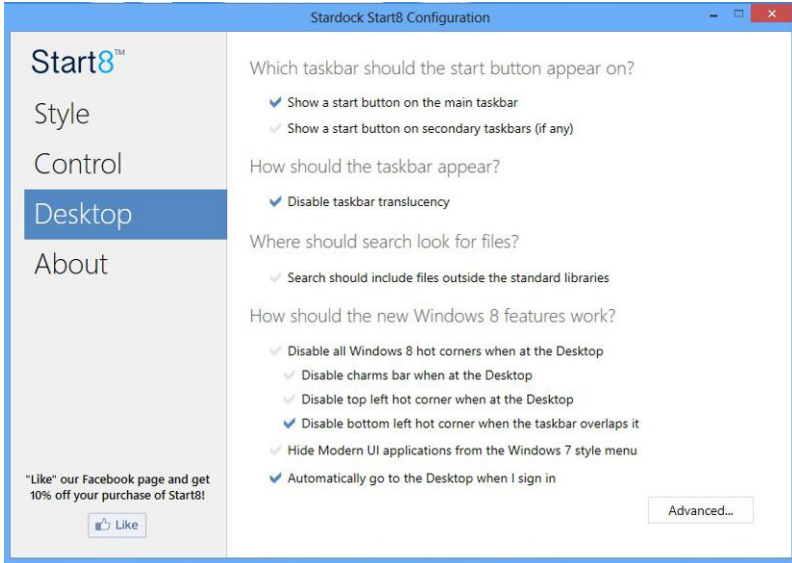 Stardock Start8 Configuration
Start8™
Style
Control
Desktop
About
"Like" our Facebook page and get
10% off your purchase of Start8!
Like
Which taskbar should the start button appear on?
Show a start button on the main taskbar
Show a start button on secondary taskbars (if any)
How should the taskbar appear?
Disable taskbar translucency
Where should search look for files?
Search should include files outside the standard libraries
How should the new Windows 8 features work?
Disable all Windows 8 hot corners when at the Desktop
Disable charms bar when at the Desktop
Disable top left hot corner when at the Desktop
Disable bottom left hot corner when the taskbar overlaps it
Hide Modern UI applications from the Windows 7 style menu
Automatically go to the Desktop when I sign in
Advanced...